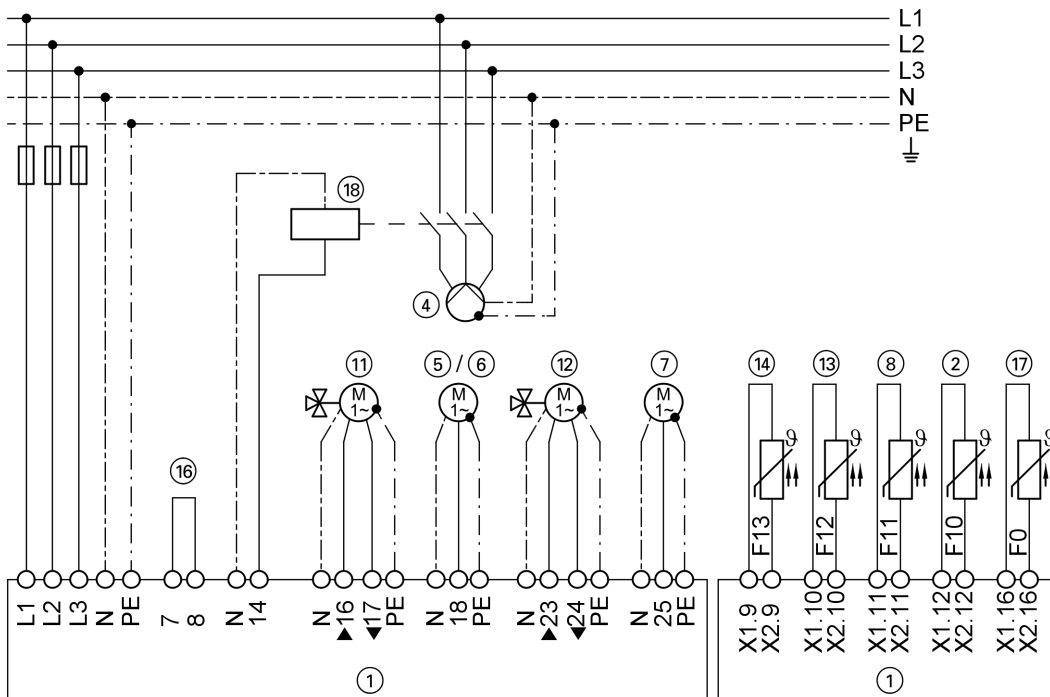 L1
L2
L3
N
PE
18
4
11
5 / 6
12
7
14
13
8
2
17
16
M
1~
M
1~
M
1~
M
1~
ϑ
ϑ
ϑ
ϑ
ϑ
F13
F12
F11
F10
F0
L1
L2
L3
N
PE
7
8
N
14
N
▲16
▼17
PE
N
18
PE
N
▲23
▼24
PE
N
25
PE
X1.9
X2.9
X1.10
X2.10
X1.11
X2.11
X1.12
X2.12
X1.16
X2.16
1
1